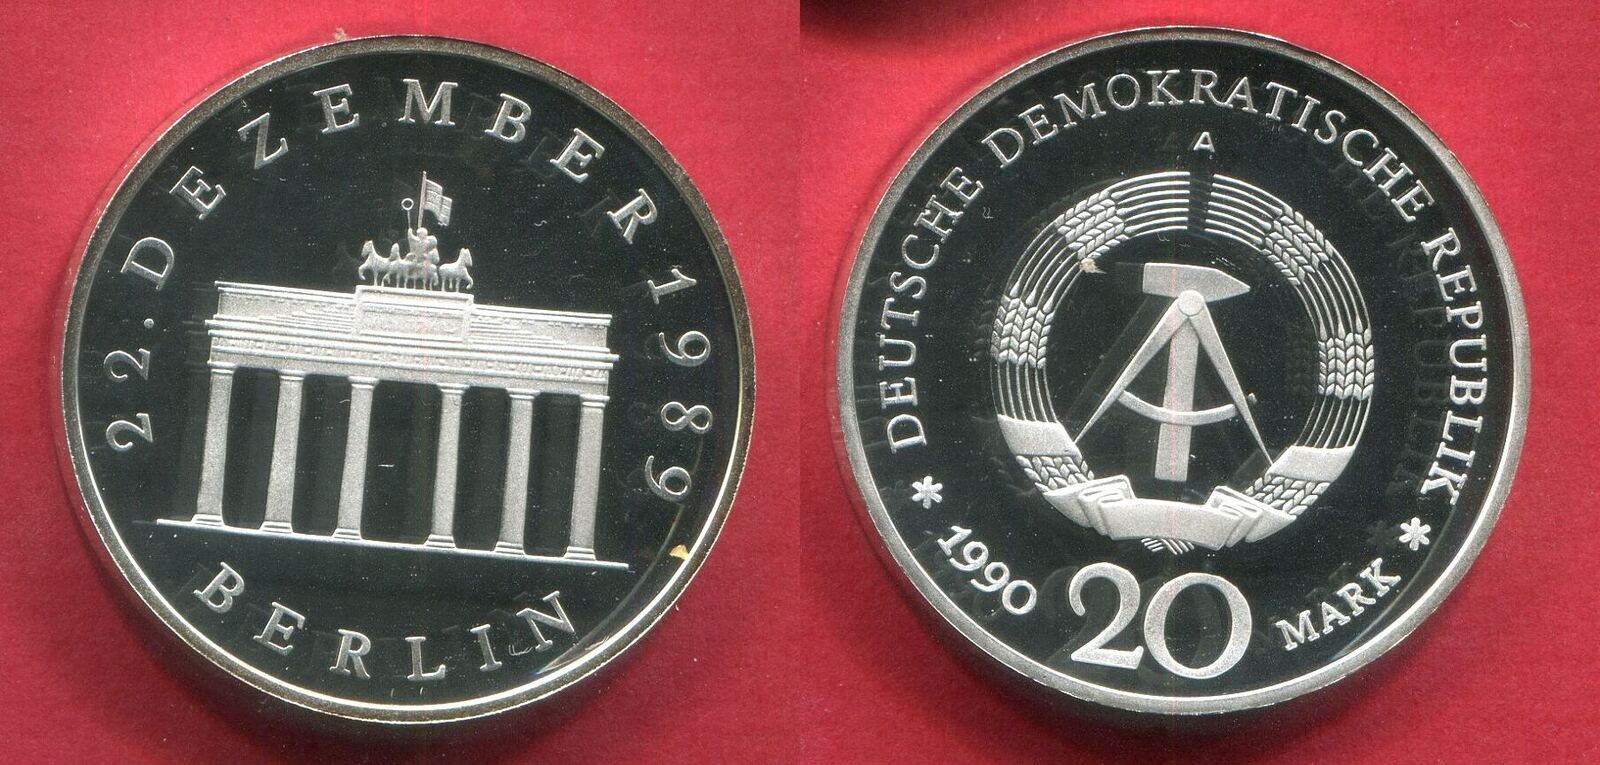 22.DEZEMBER 1989
BERLIN
DEUTSCHE DEMOKRATISCHE REPUBLIK
A
* 1990 20 MARK *